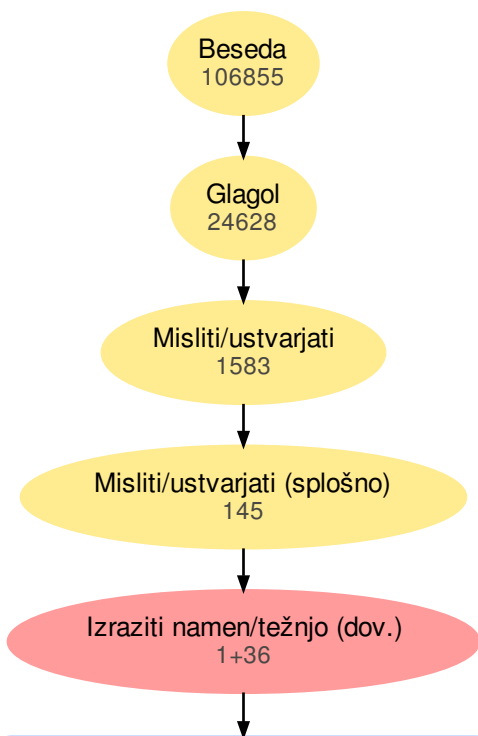 Beseda
106855
Glagol
24628
Misliti/ustvarjati
1583
Misliti/ustvarjati (splošno)
145
Izraziti namen/težnjo (dov.)
1+36